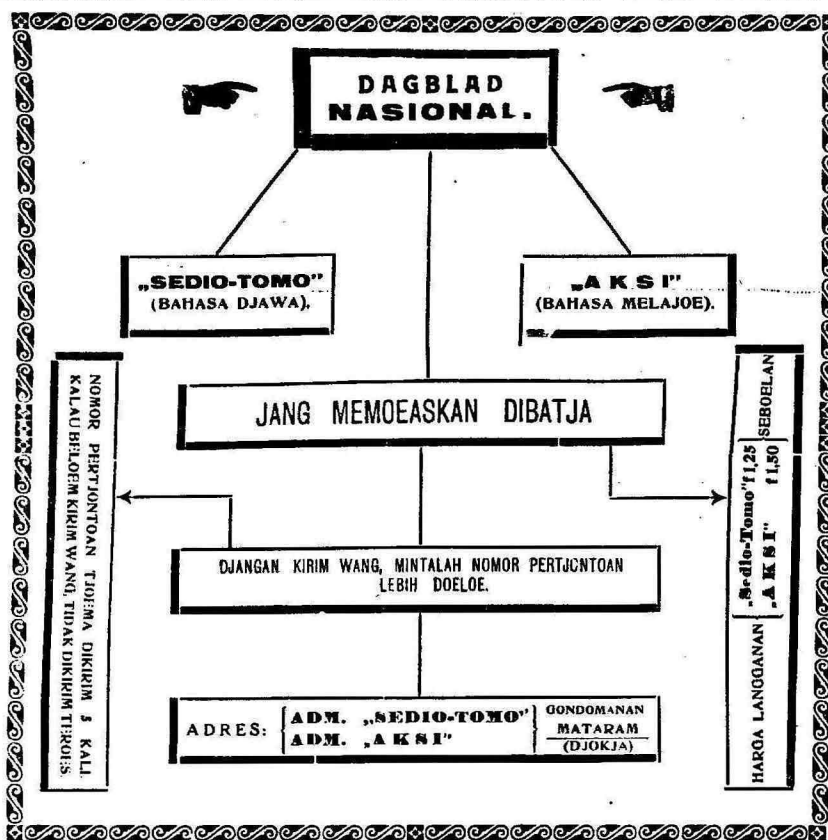 DAGBLAD
NASIONAL.
„SEDIO-TOMO”
(BAHASA DJAWA).
„A K S I”
(BAHASA MELAJOE).
JANG MEMOEASKAN DIBATJA
NOMOR PERTJONTOAN TJOEMA DIKIRIM 5 KALI
KALAU BELOEM KIRIM WANG, TIDAK DIKIRIM TEROES.
HARGA LANGGANAN { „Sedio-Tomo” f 1,25 } SEBOELAN
„A K S I” f 1,50
DJANGAN KIRIM WANG, MINTALAH NOMOR PERTJONTOAN
LEBIH DOELOE.
ADRES: { ADM. „SEDIO-TOMO” } GONDOMANAN
ADM. „A K S I” MATARAM
(DJOKJA)